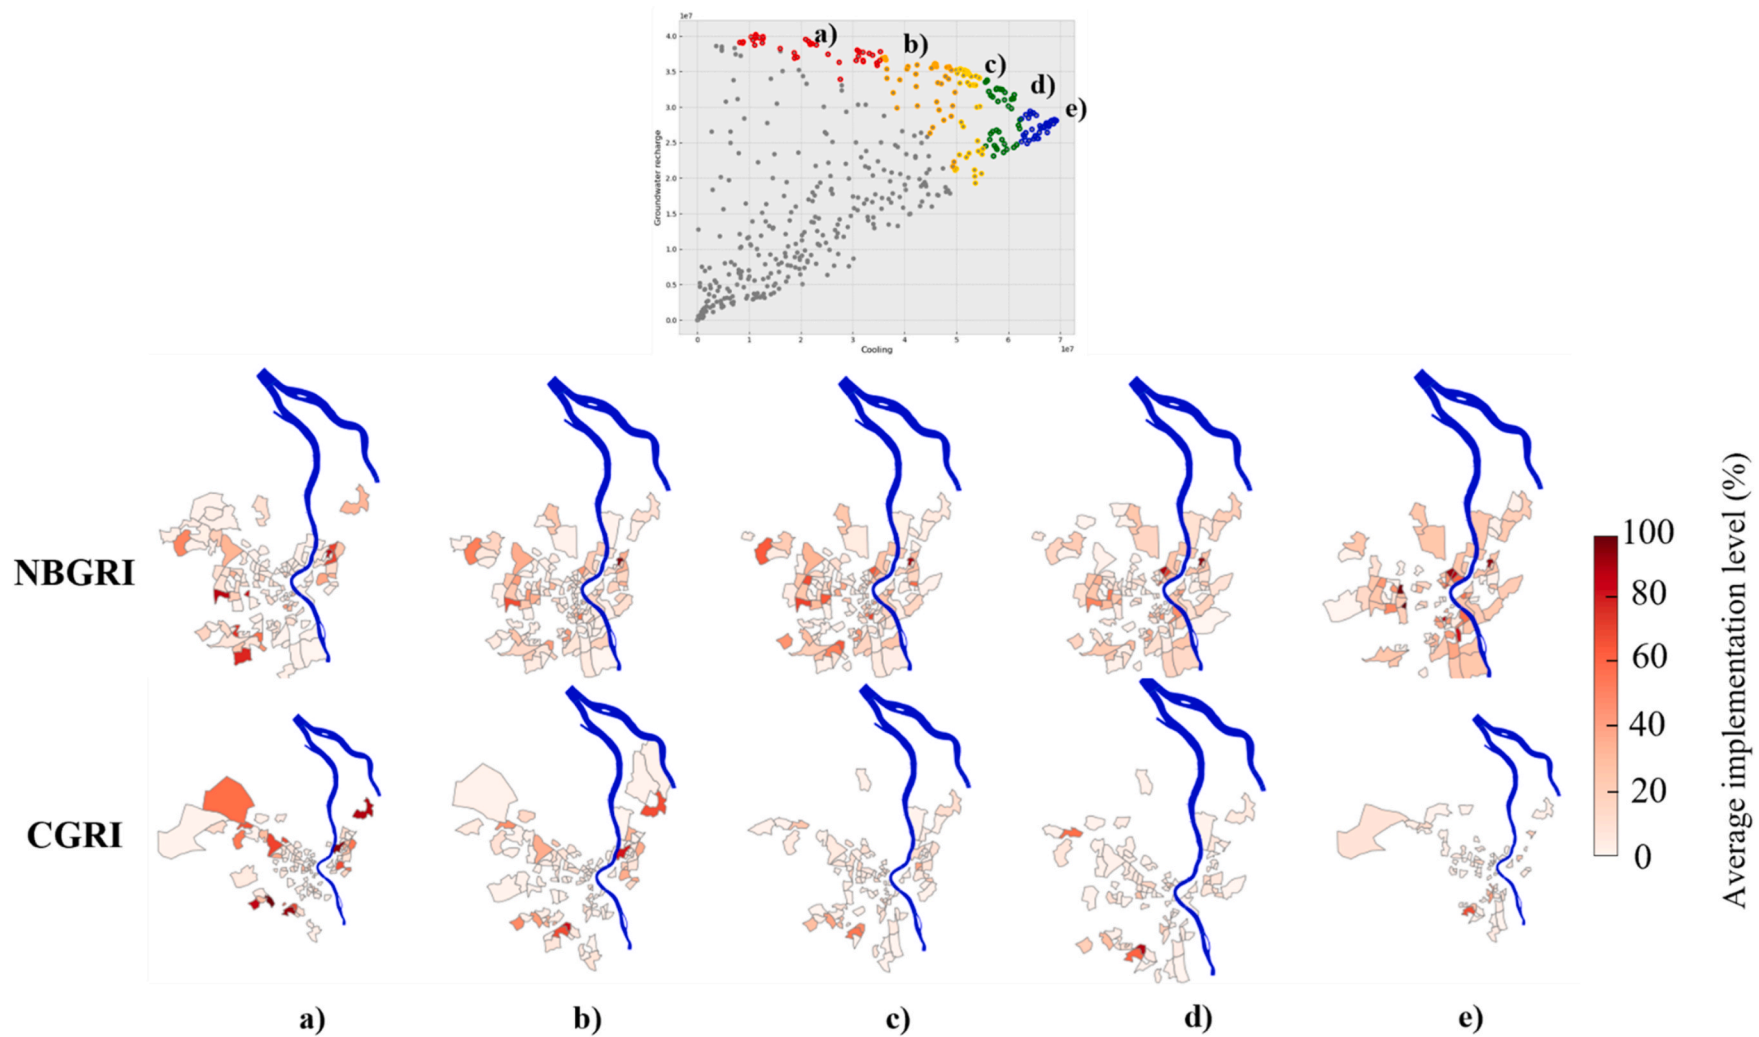 1e7
4.0
3.5
3.0
2.5
2.0
1.5
1.0
0.5
0.0
Groundwater recharge
a)
b)
c)
d)
e)
0 1 2 3 4 5 6 7
Cooling
1e7
NBGRI
CGRI
100
80
60
40
20
0
Average implementation level (%)
a) b) c) d) e)